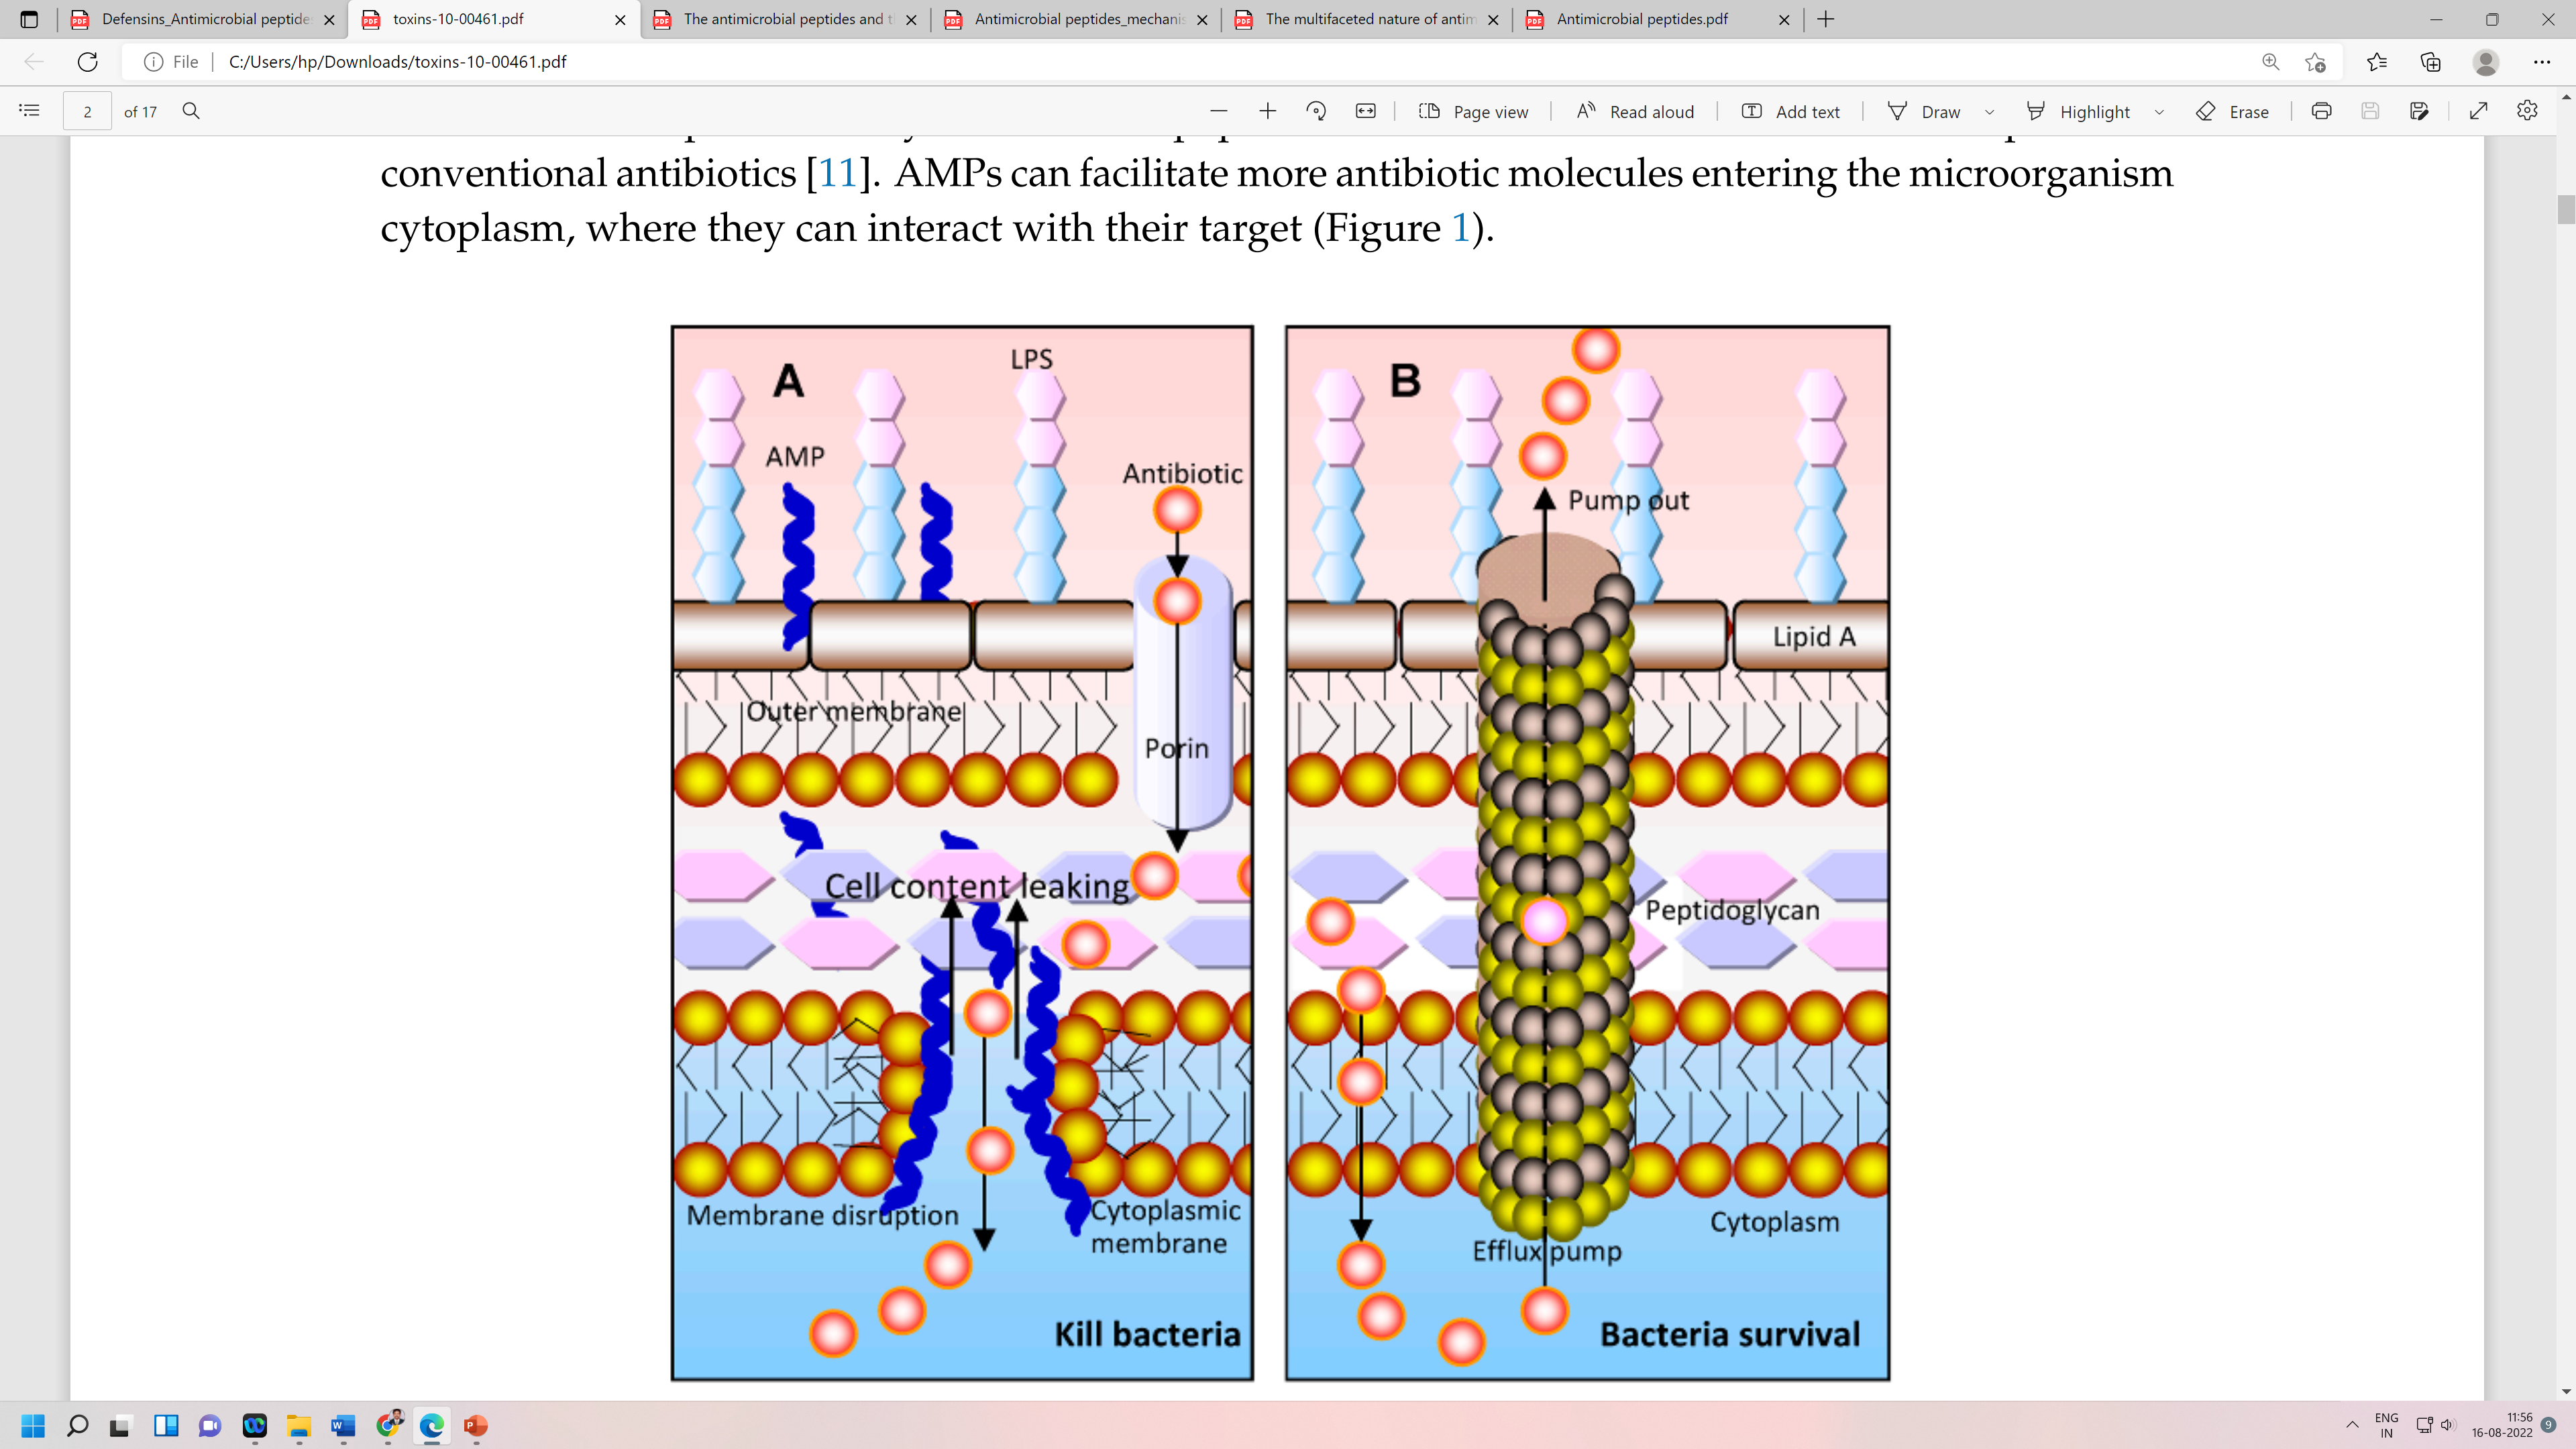 Defensins_Antimicrobial peptide
toxins-10-00461.pdf
The antimicrobial peptides and t
Antimicrobial peptides_mechanis
The multifaceted nature of antim
Antimicrobial peptides.pdf
File
C:/Users/hp/Downloads/toxins-10-00461.pdf
2 of 17
Page view
Read aloud
Add text
Draw
Highlight
Erase
conventional antibiotics [11]. AMPs can facilitate more antibiotic molecules entering the microorganism
cytoplasm, where they can interact with their target (Figure 1).
A
LPS
AMP
Antibiotic
Outer membrane
Porin
Cell content leaking
Membrane disruption
Cytoplasmic
membrane
Kill bacteria
B
Pump out
Lipid A
Peptidoglycan
Cytoplasm
Efflux pump
Bacteria survival
ENG
IN
11:56
16-08-2022
9